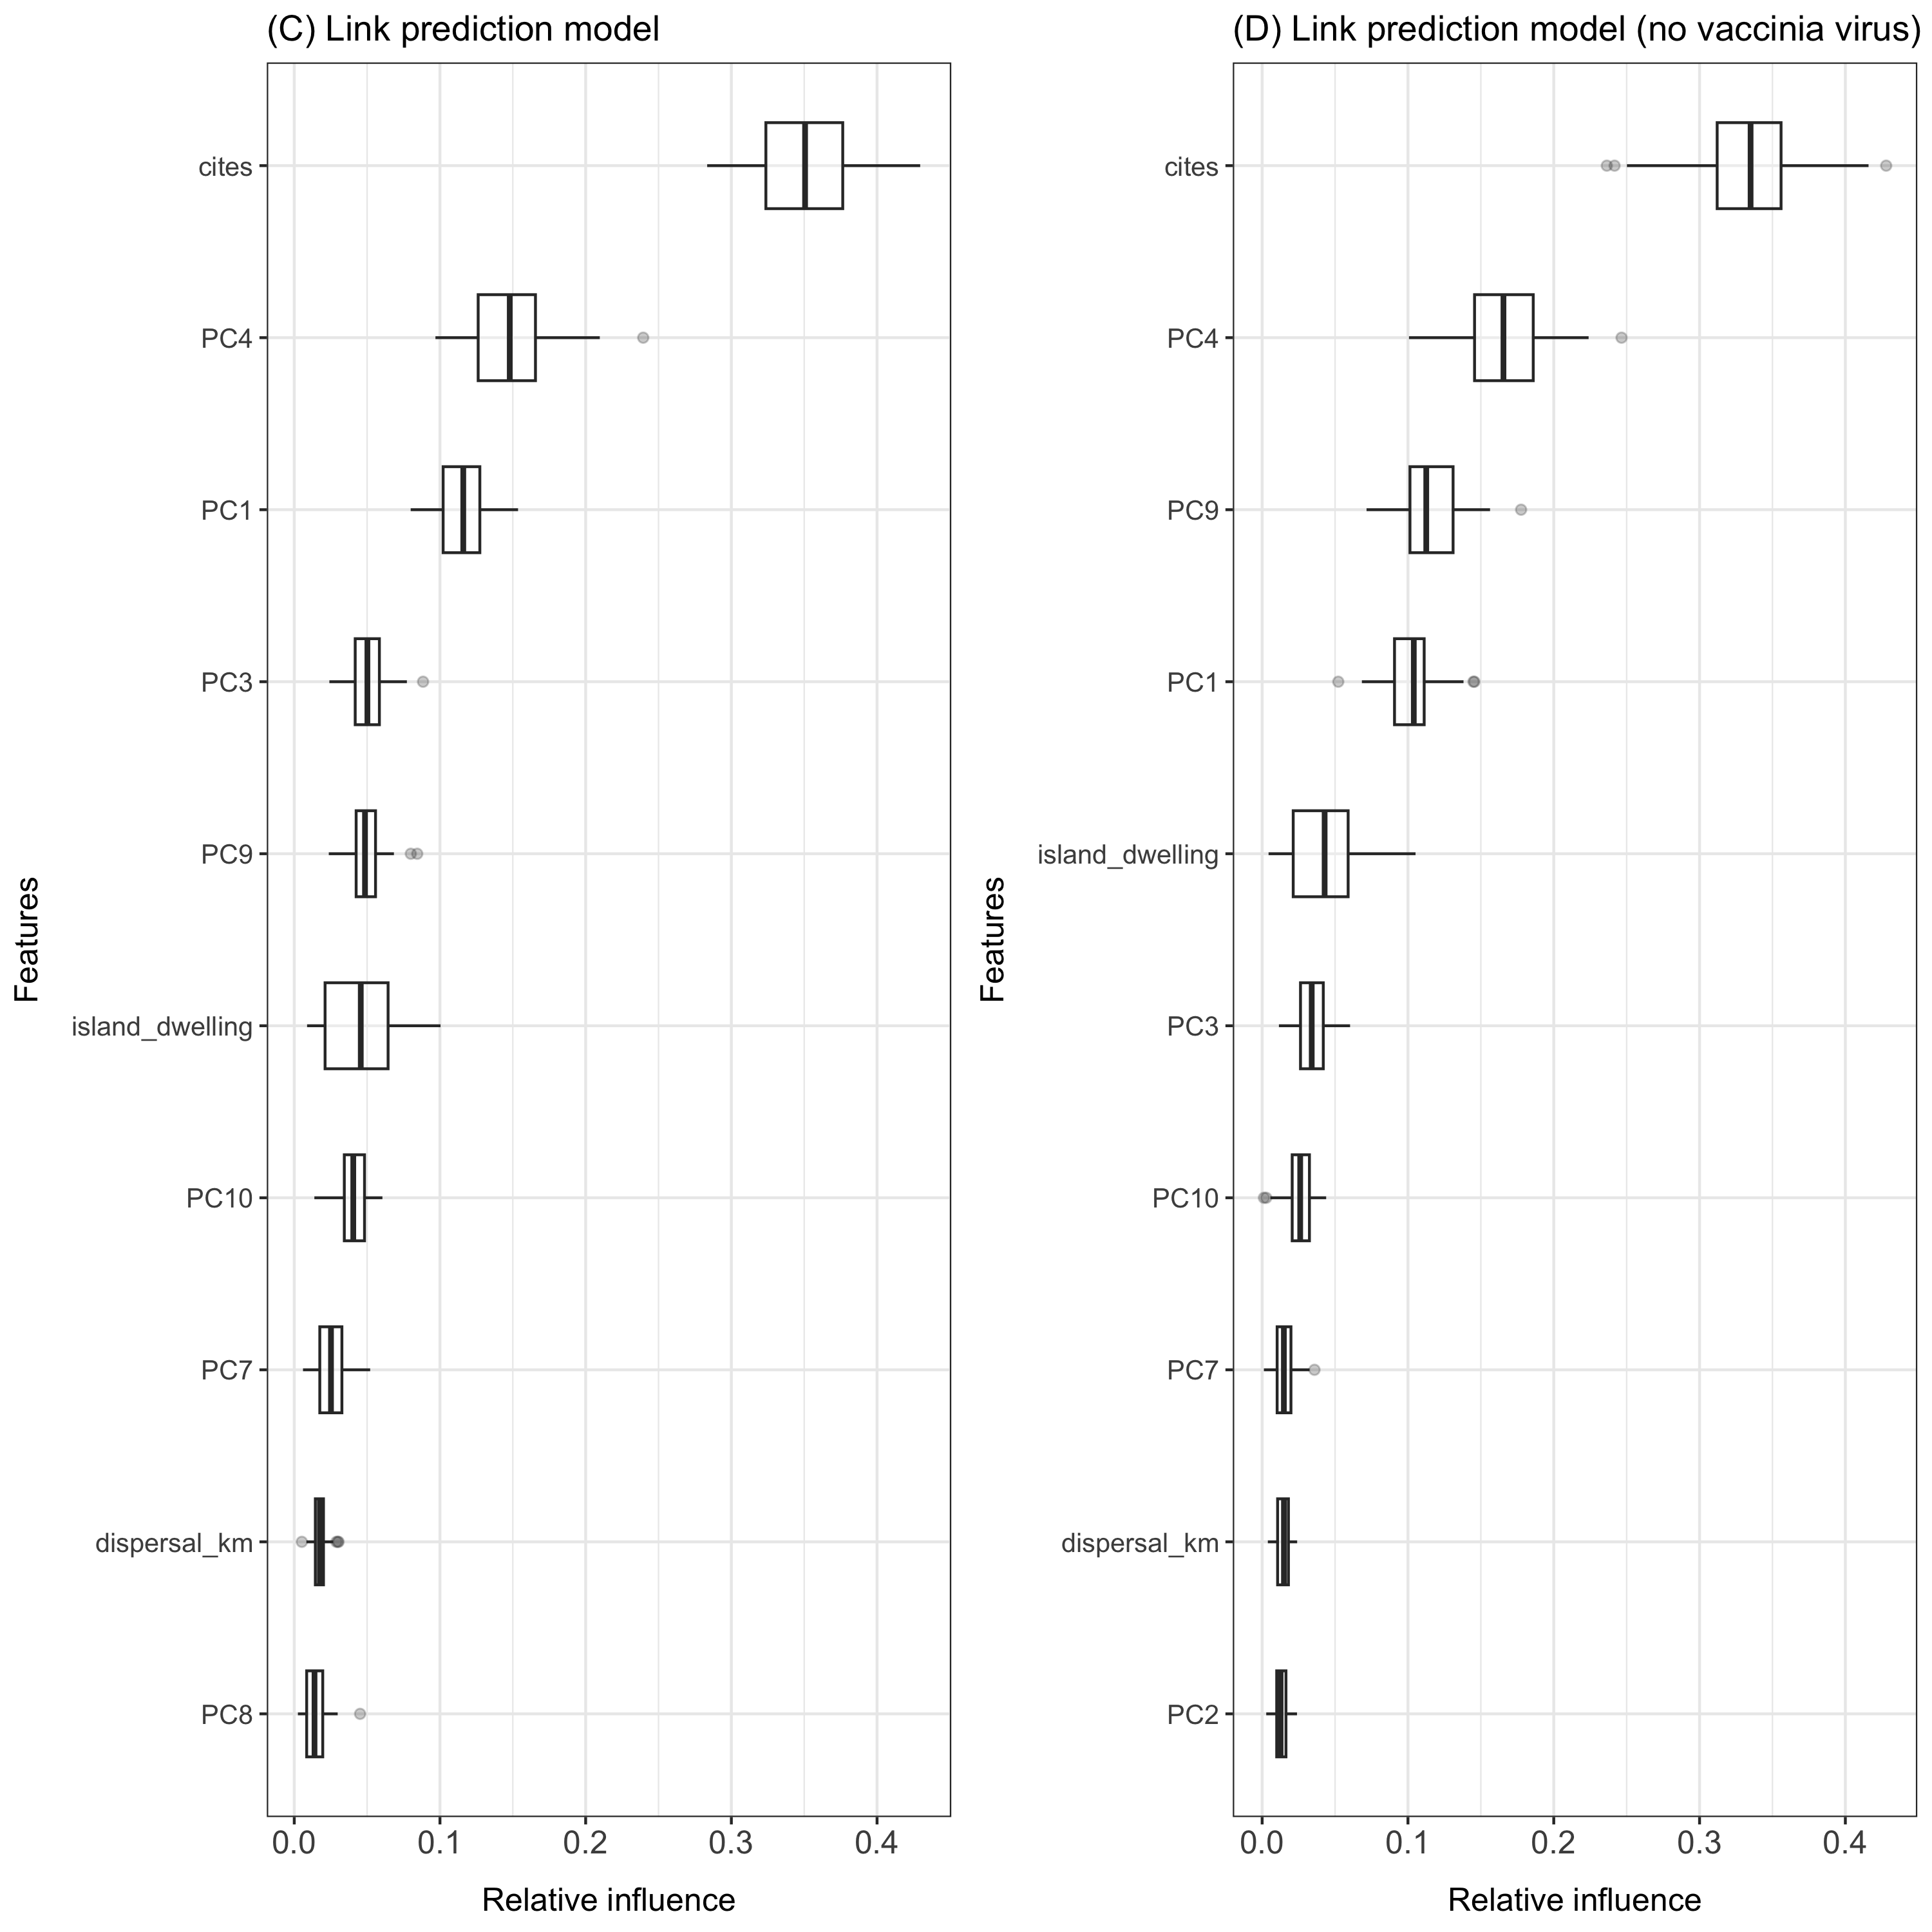 (C) Link prediction model
Features
cites
PC4
PC1
PC3
PC9
island_dwelling
PC10
PC7
dispersal_km
PC8
0.0 0.1 0.2 0.3 0.4
Relative influence
(D) Link prediction model (no vaccinia virus)
Features
cites
PC4
PC9
PC1
island_dwelling
PC3
PC10
PC7
dispersal_km
PC2
0.0 0.1 0.2 0.3 0.4
Relative influence